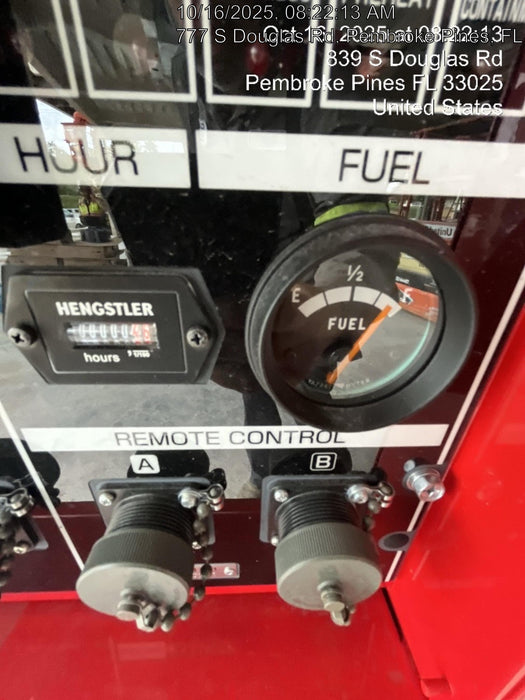 10/16/2025, 08:22:13 AM
777 S Douglas Rd, Pembroke Pines, FL
839 S Douglas Rd
Pembroke Pines FL 33025
United States
HOUR
FUEL
HENGSTLER
hours
E
1/2
FUEL
REMOTE CONTROL
A
B